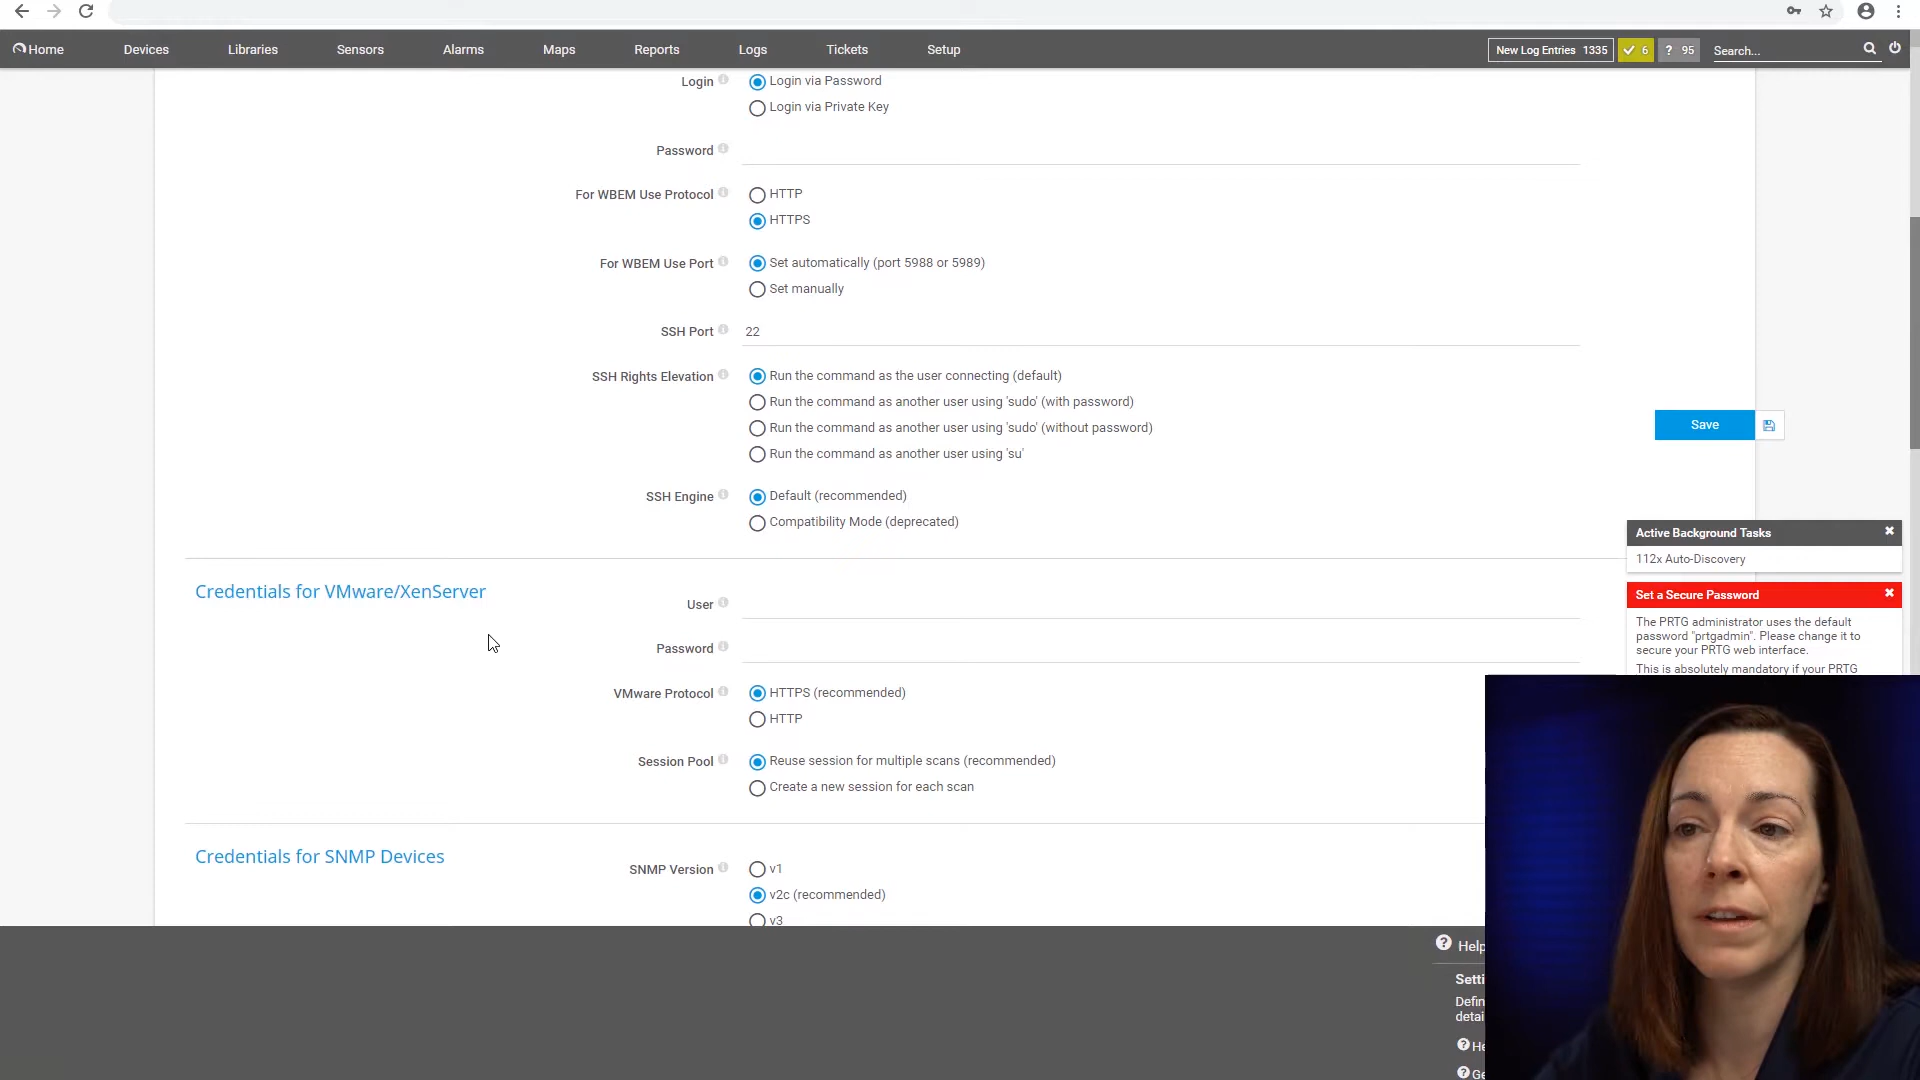 Home Devices Libraries Sensors Alarms Maps Reports Logs Tickets Setup New Log Entries 1335 6 ? 95 Search...
Login Login via Password
Login via Private Key
Password
For WBEM Use Protocol HTTP
HTTPS
For WBEM Use Port Set automatically (port 5988 or 5989)
Set manually
SSH Port 22
SSH Rights Elevation Run the command as the user connecting (default)
Run the command as another user using 'sudo' (with password)
Run the command as another user using 'sudo' (without password)
Run the command as another user using 'su'
Save
SSH Engine Default (recommended)
Compatibility Mode (deprecated)
Active Background Tasks
112x Auto-Discovery
Set a Secure Password
The PRTG administrator uses the default
password "prtgadmin". Please change it to
secure your PRTG web interface.
This is absolutely mandatory if your PRTG
Credentials for VMware/XenServer
User
Password
VMware Protocol HTTPS (recommended)
HTTP
Session Pool Reuse session for multiple scans (recommended)
Create a new session for each scan
Credentials for SNMP Devices
SNMP Version v1
v2c (recommended)
v3
? Help
Setti
Defin
detai
? He
? Ge